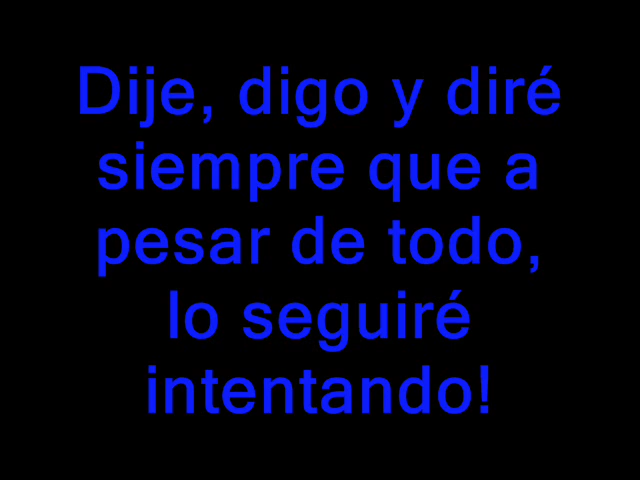 Dije, digo y diré
siempre que a
pesar de todo,
lo seguiré
intentando!